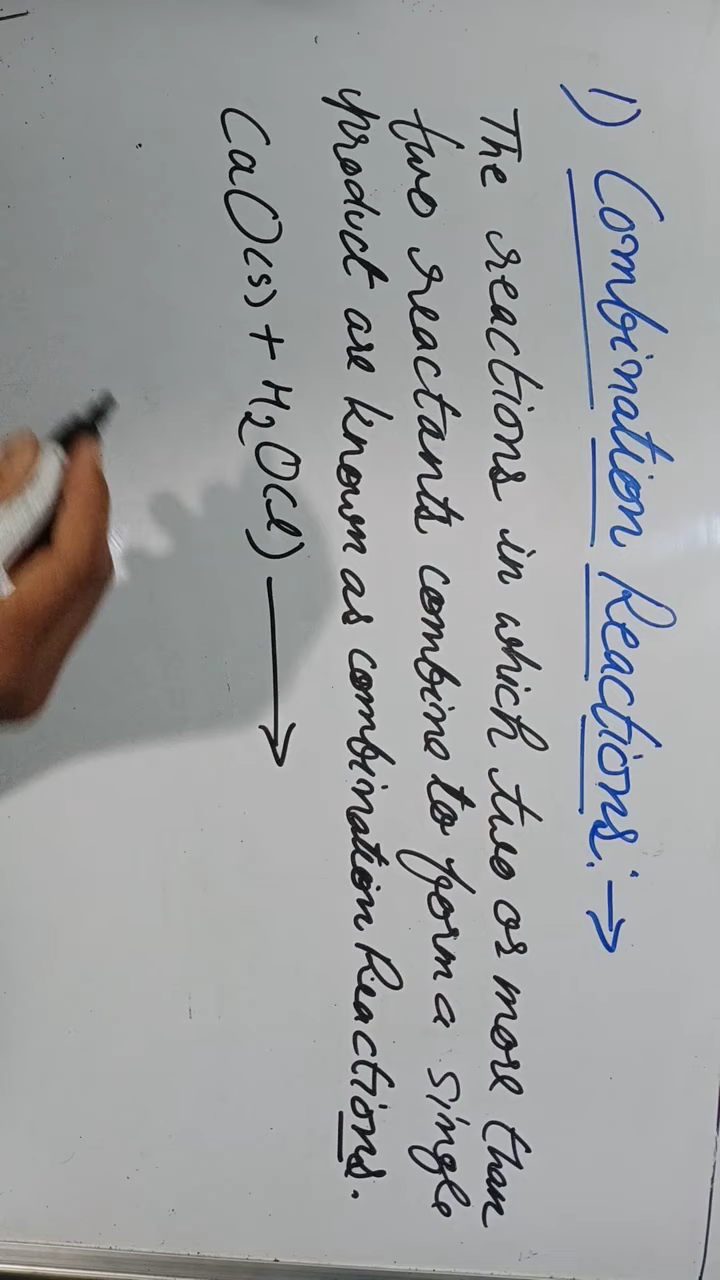 1) Combination Reactions :→
The reactions in which two or more than
two reactants combine to form a single
product are known as combination Reactions.
CaO(s) + H₂O(l) ⟶